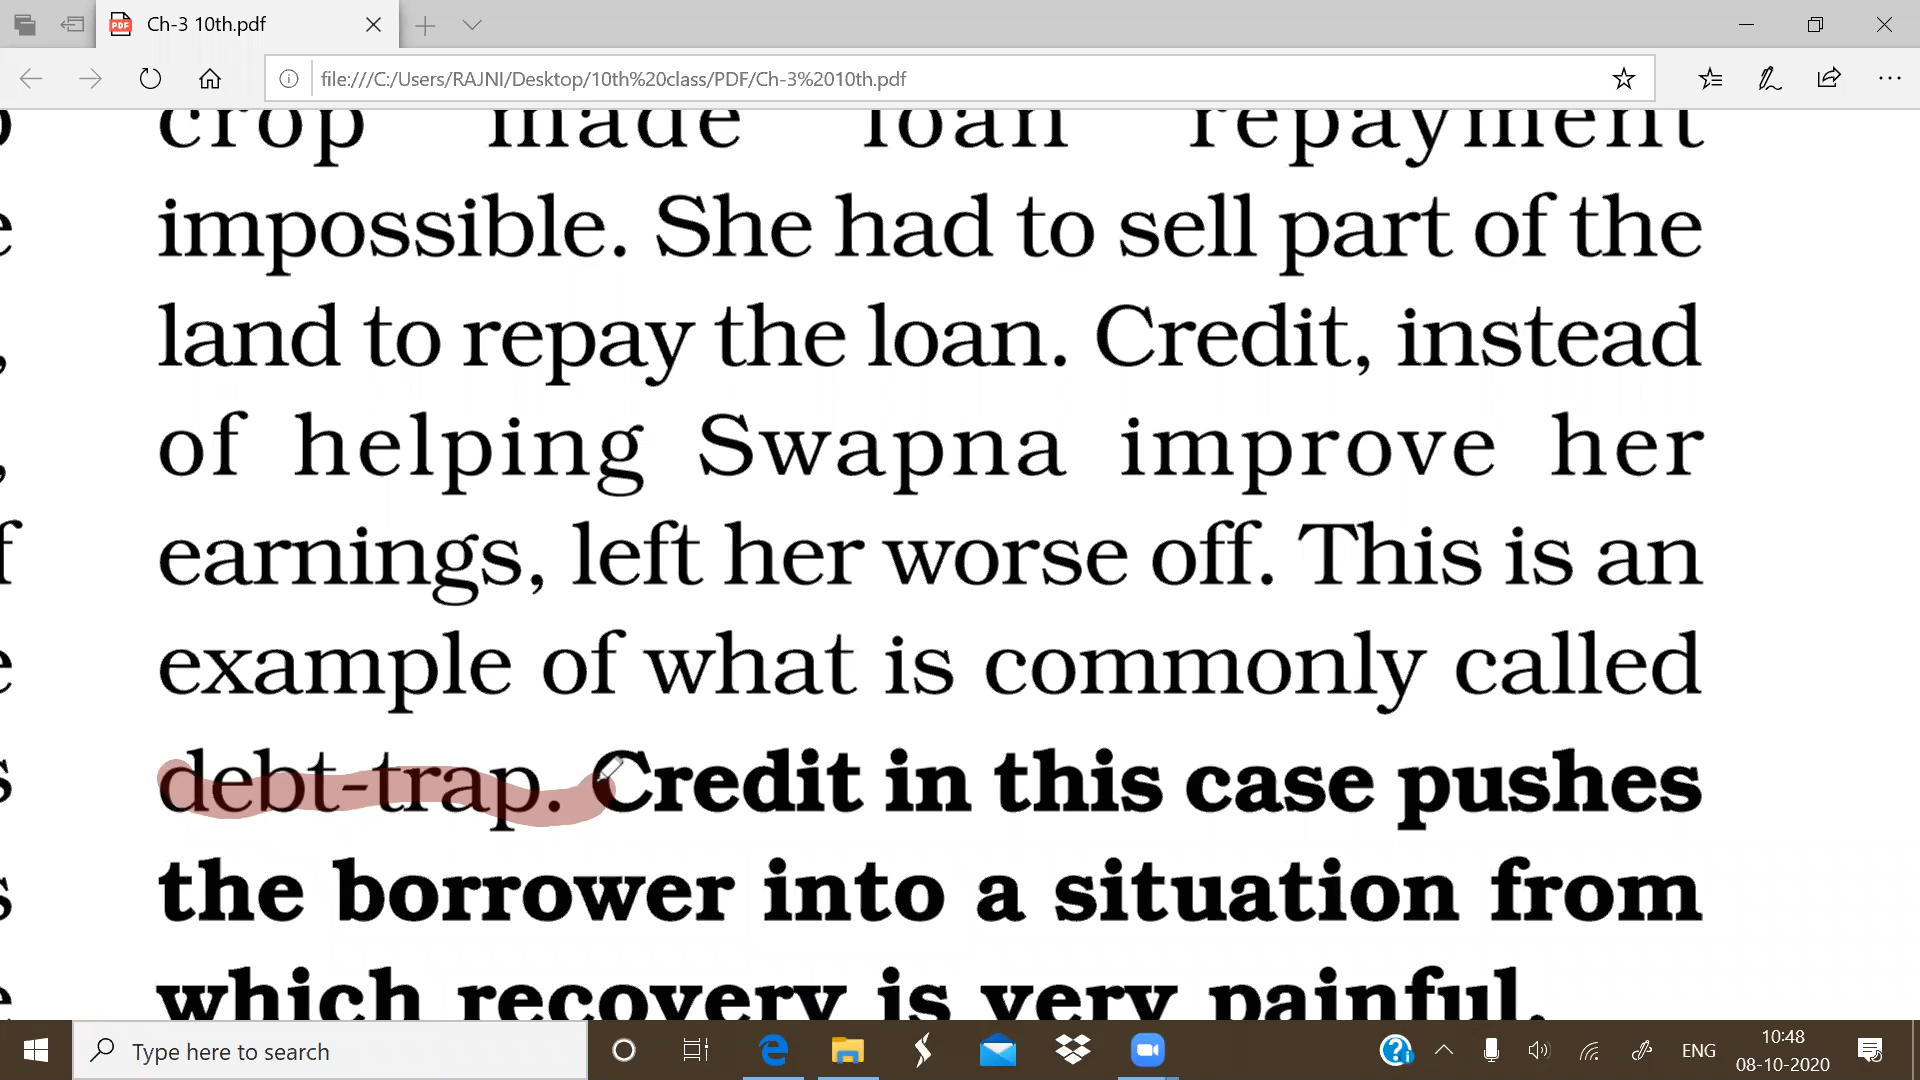 Ch-3 10th.pdf
file:///C:/Users/RAJNI/Desktop/10th%20class/PDF/Ch-3%2010th.pdf
crop made loan repayment
impossible. She had to sell part of the
land to repay the loan. Credit, instead
of helping Swapna improve her
earnings, left her worse off. This is an
example of what is commonly called
debt-trap. Credit in this case pushes
the borrower into a situation from
which recovery is very painful.
Type here to search
ENG
10:48
08-10-2020